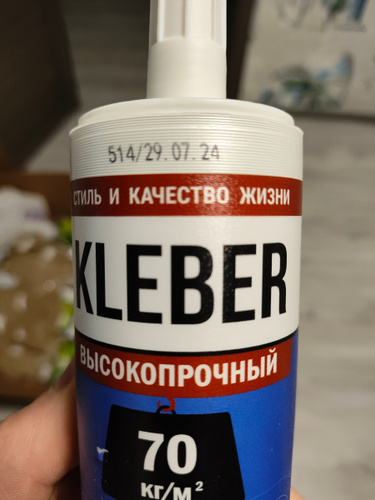 514/29.07.24
СТИЛЬ И КАЧЕСТВО ЖИЗНИ
KLEBER
ВЫСОКОПРОЧНЫЙ
70
КГ/М²